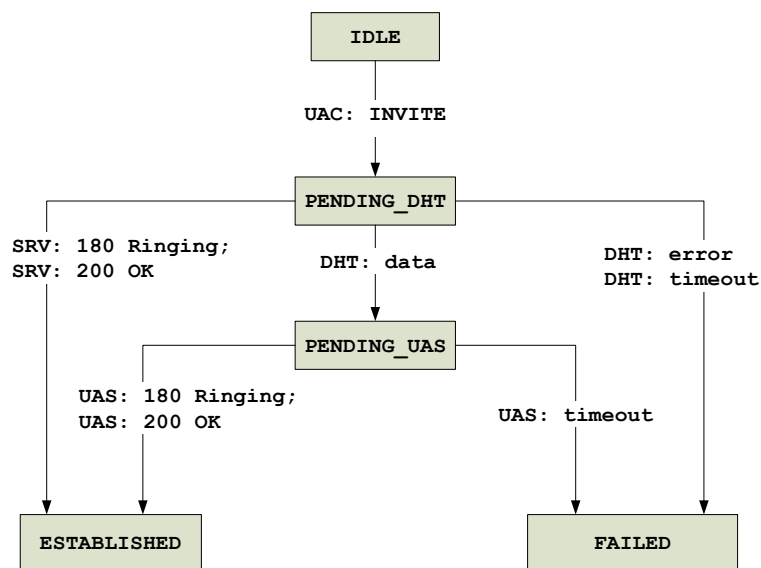 IDLE
UAC: INVITE
PENDING_DHT
SRV: 180 Ringing;
SRV: 200 OK
DHT: data
DHT: error
DHT: timeout
PENDING_UAS
UAS: 180 Ringing;
UAS: 200 OK
UAS: timeout
ESTABLISHED
FAILED